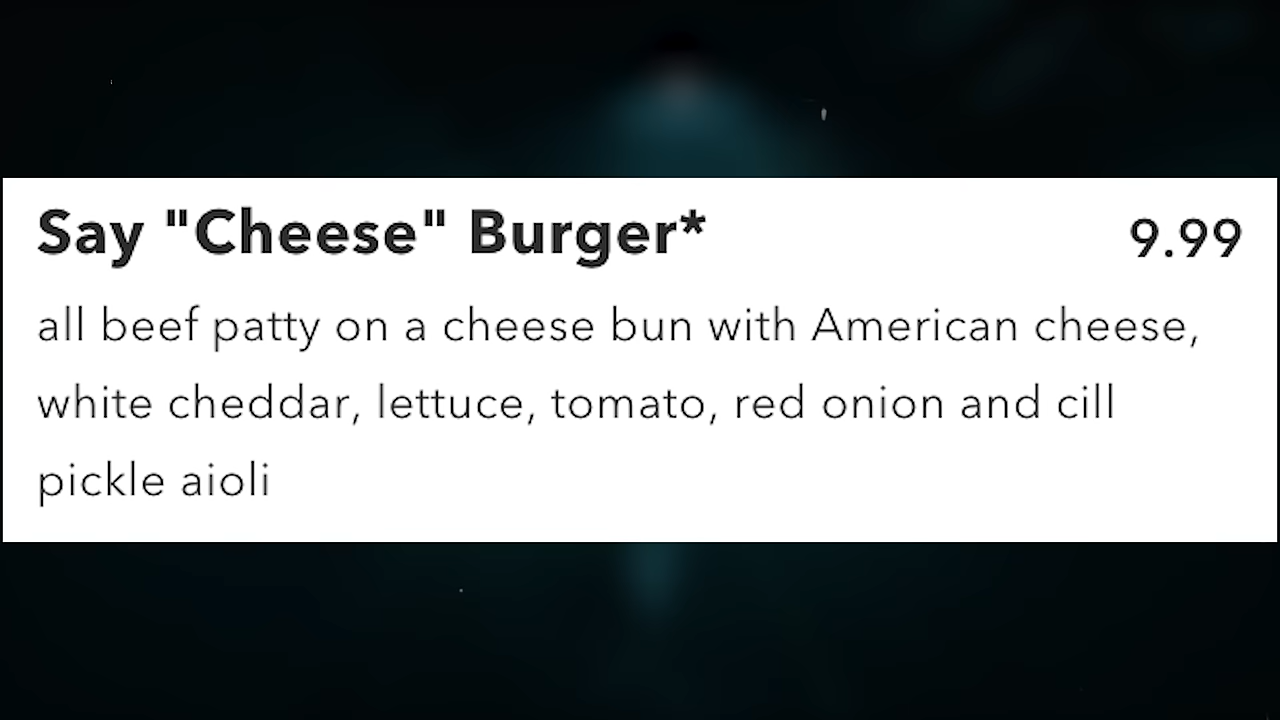 Say "Cheese" Burger* 9.99
all beef patty on a cheese bun with American cheese,
white cheddar, lettuce, tomato, red onion and cill
pickle aioli